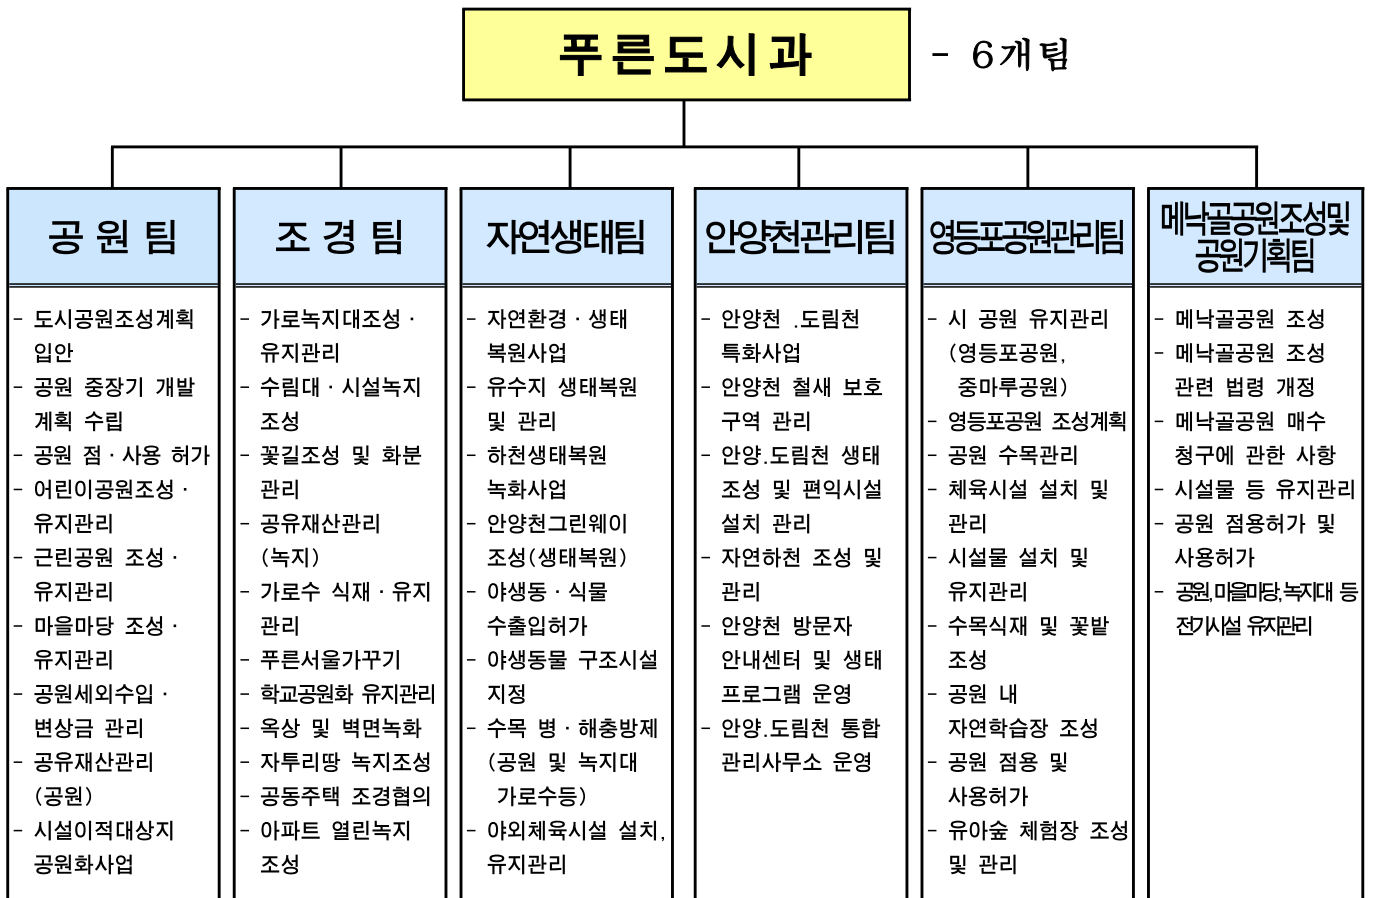 푸른도시과
- 6개팀
공 원 팀
- 도시공원조성계획
입안
- 공원 중장기 개발
계획 수립
- 공원 점·사용 허가
- 어린이공원조성·
유지관리
- 근린공원 조성·
유지관리
- 마을마당 조성·
유지관리
- 공원세외수입·
변상금 관리
- 공유재산관리
(공원)
- 시설이적대상지
공원화사업
조 경 팀
- 가로녹지대조성·
유지관리
- 수림대·시설녹지
조성
- 꽃길조성 및 화분
관리
- 공유재산관리
(녹지)
- 가로수 식재·유지
관리
- 푸른서울가꾸기
- 학교공원화 유지관리
- 옥상 및 벽면녹화
- 자투리땅 녹지조성
- 공동주택 조경협의
- 아파트 열린녹지
조성
자연생태팀
- 자연환경·생태
복원사업
- 유수지 생태복원
및 관리
- 하천생태복원
녹화사업
- 안양천그린웨이
조성(생태복원)
- 야생동·식물
수출입허가
- 야생동물 구조시설
지정
- 수목 병·해충방제
(공원 및 녹지대
가로수등)
- 야외체육시설 설치,
유지관리
안양천관리팀
- 안양천 .도림천
특화사업
- 안양천 철새 보호
구역 관리
- 안양.도림천 생태
조성 및 편익시설
설치 관리
- 자연하천 조성 및
관리
- 안양천 방문자
안내센터 및 생태
프로그램 운영
- 안양.도림천 통합
관리사무소 운영
영등포공원관리팀
- 시 공원 유지관리
(영등포공원,
중마루공원)
- 영등포공원 조성계획
- 공원 수목관리
- 체육시설 설치 및
관리
- 시설물 설치 및
유지관리
- 수목식재 및 꽃밭
조성
- 공원 내
자연학습장 조성
- 공원 점용 및
사용허가
- 유아숲 체험장 조성
및 관리
메낙골공원조성및
공원기획팀
- 메낙골공원 조성
- 메낙골공원 조성
관련 법령 개정
- 메낙골공원 매수
청구에 관한 사항
- 시설물 등 유지관리
- 공원 점용허가 및
사용허가
- 공원,마을마당,녹지대 등
전기시설 유지관리